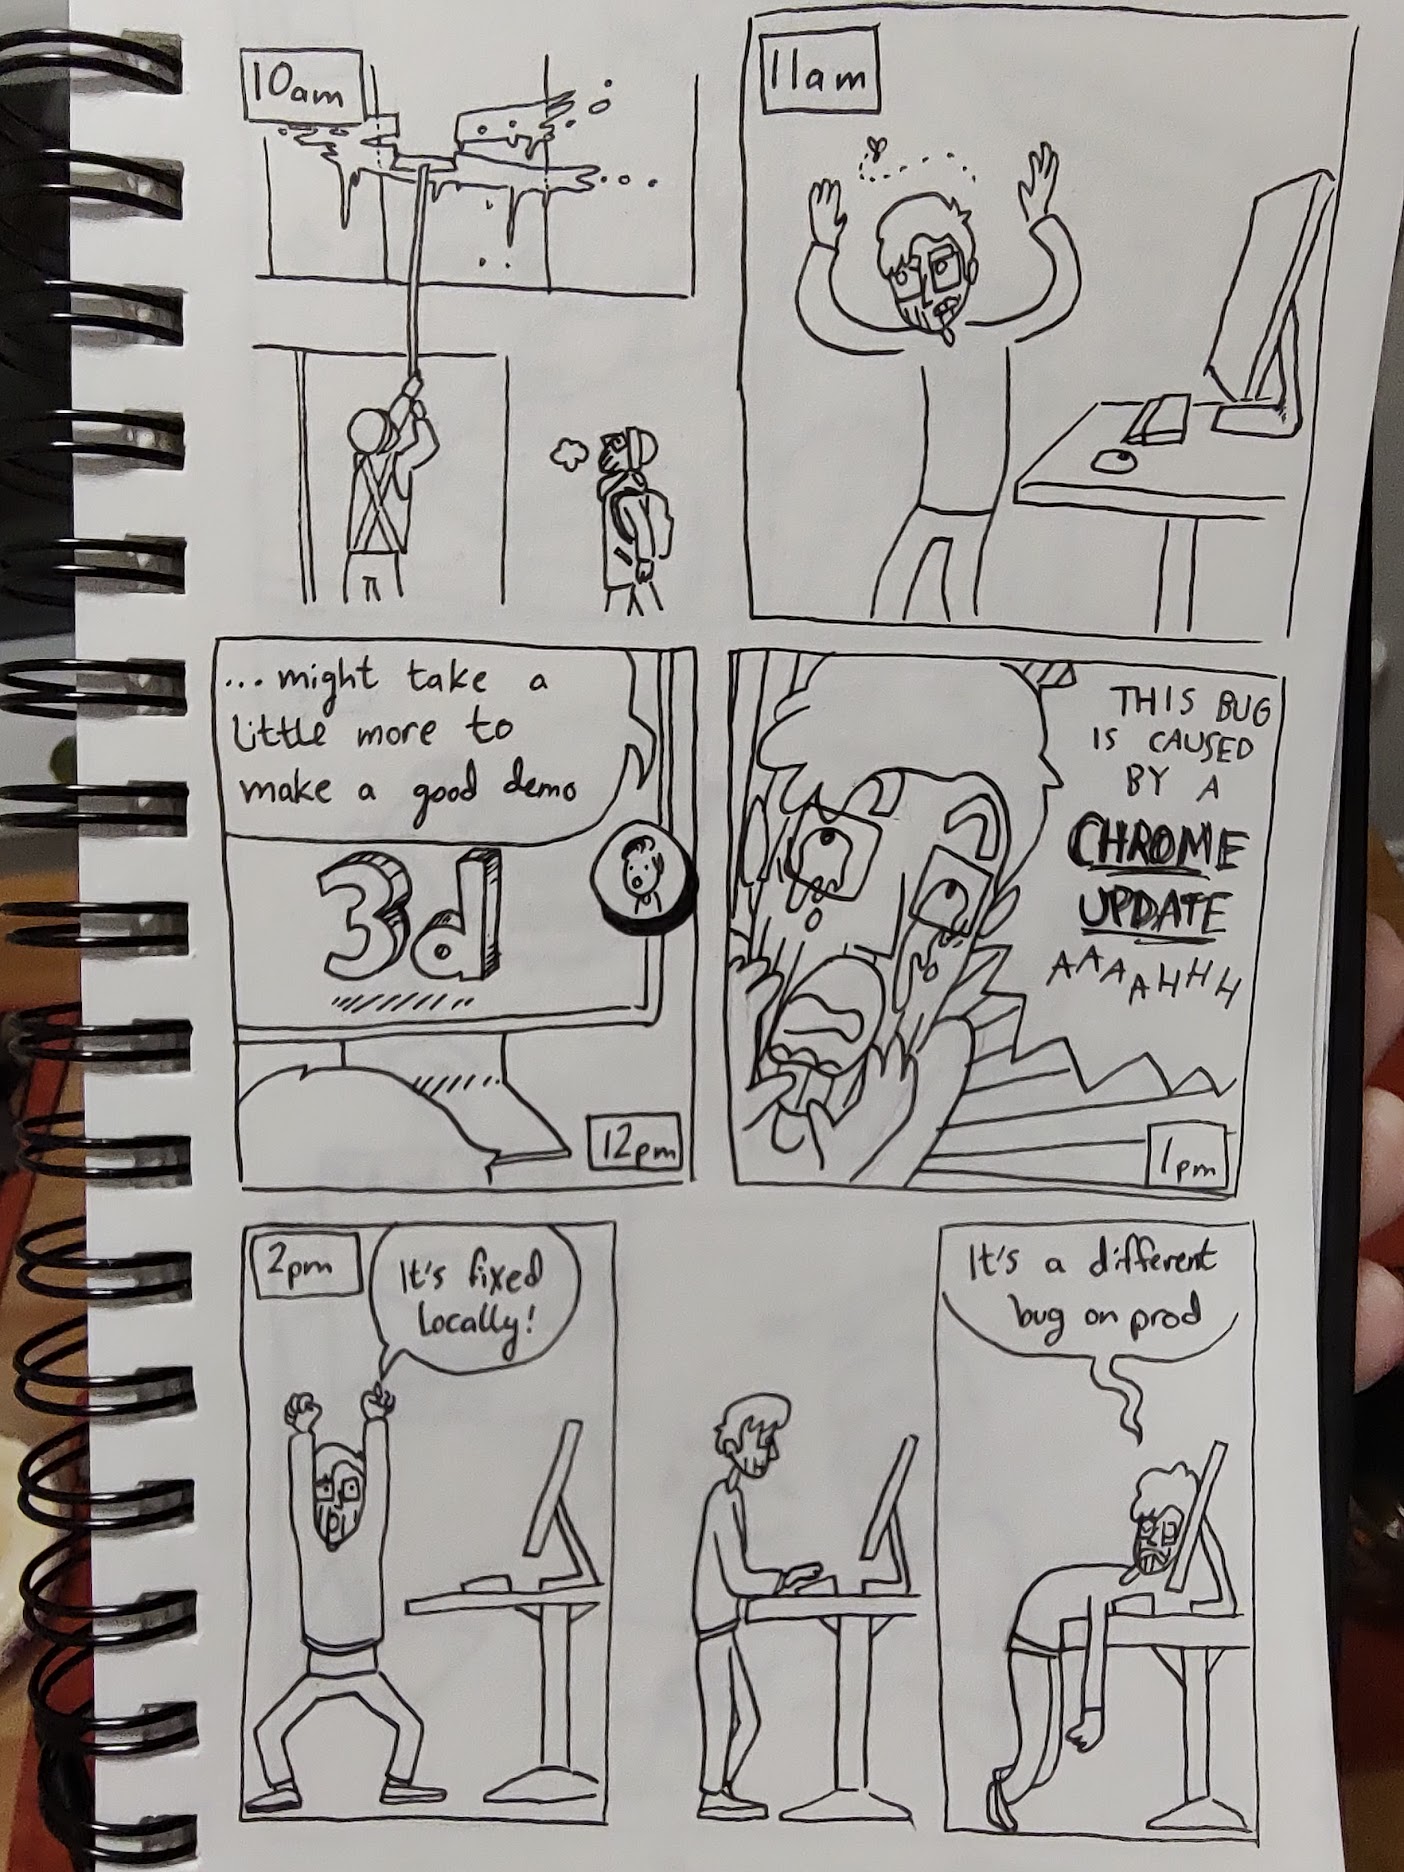 10am
11am
...might take a
little more to
make a good demo
3d
12pm
THIS BUG
IS CAUSED
BY A
CHROME
UPDATE
AAAAHHH
1pm
2pm
It's fixed
locally!
It's a different
bug on prod